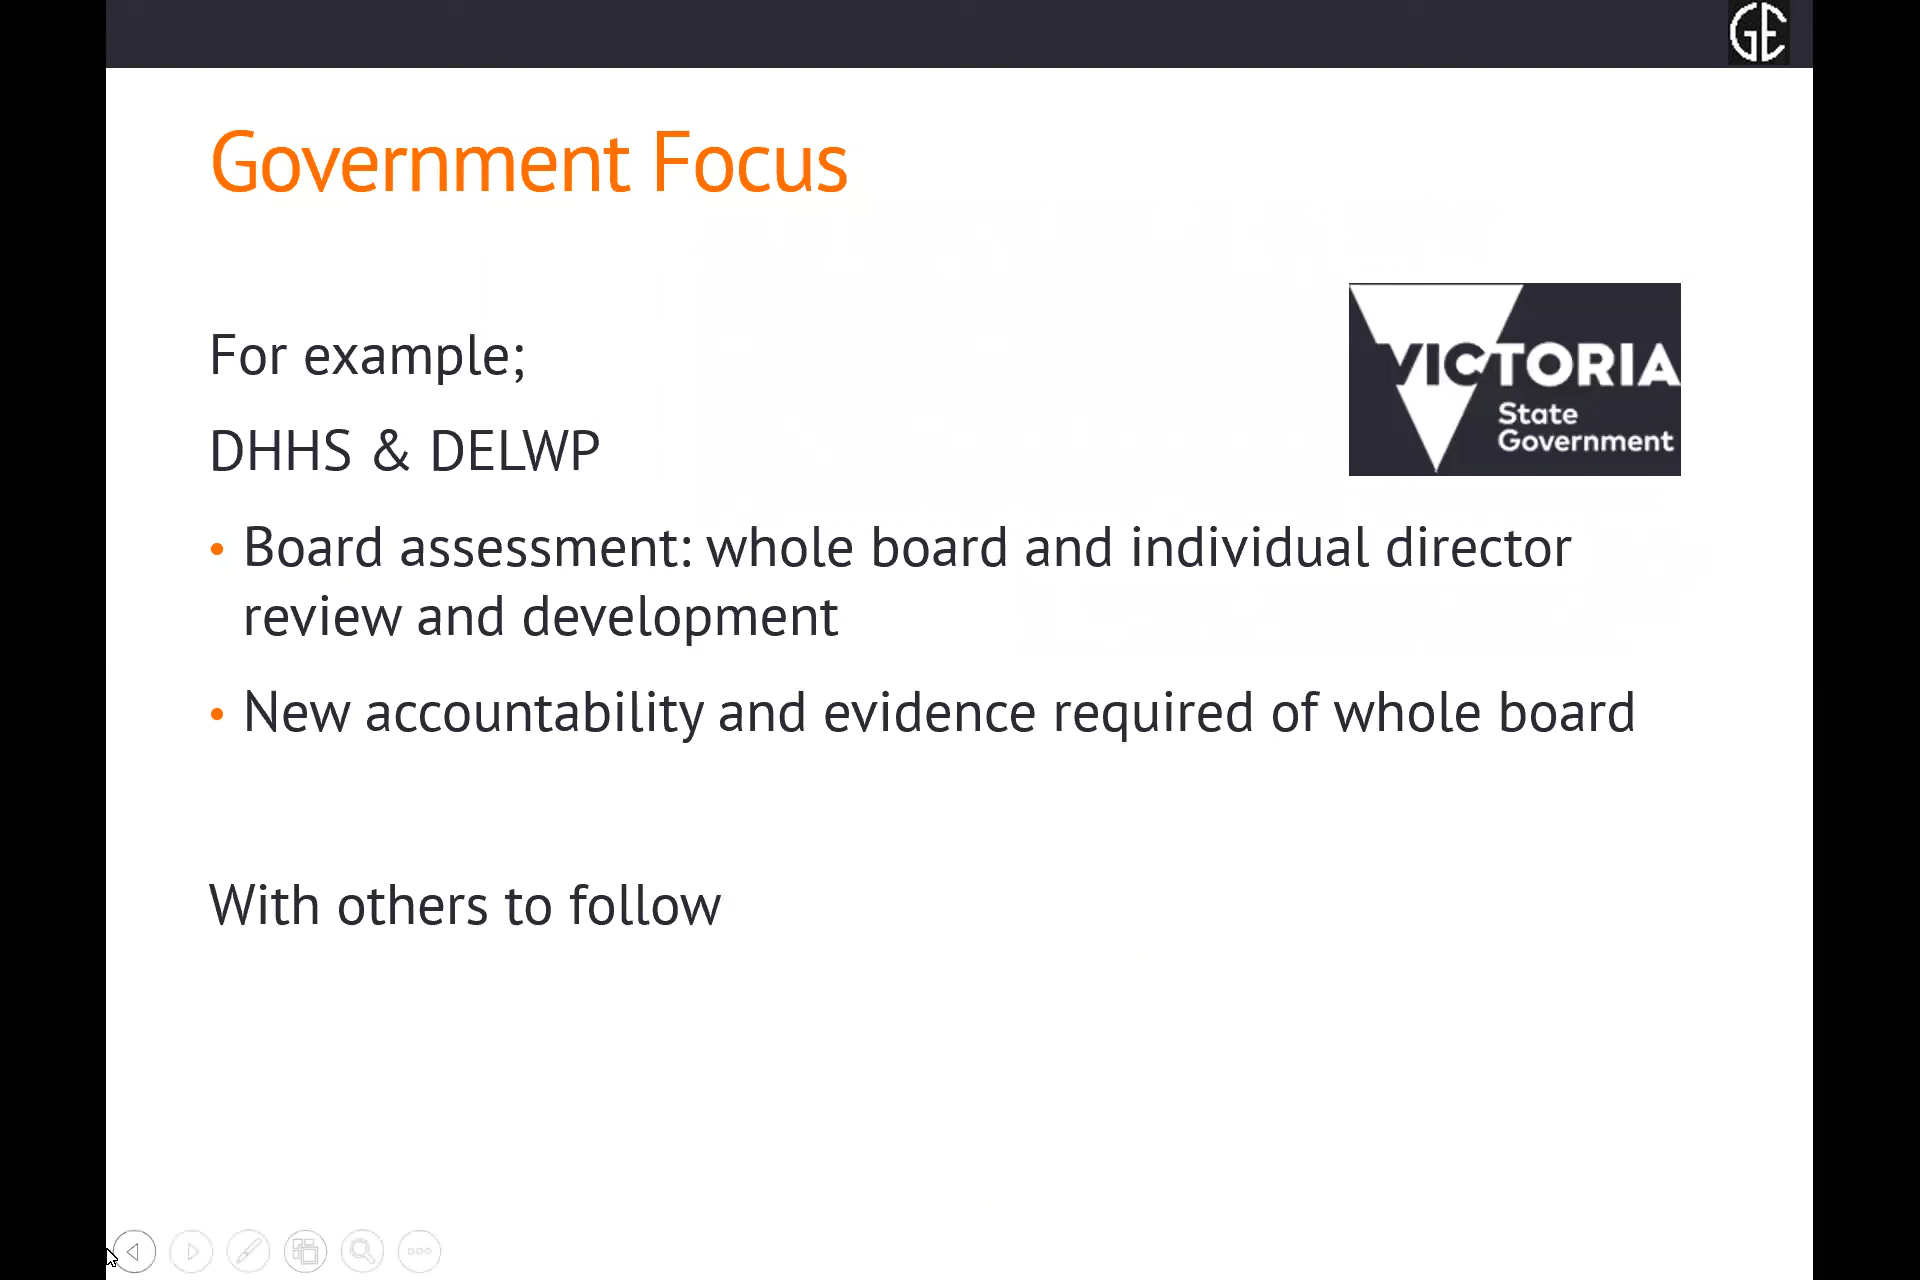 GE
Government Focus
VICTORIA
State
Government
For example;
DHHS & DELWP
• Board assessment: whole board and individual director
review and development
• New accountability and evidence required of whole board
With others to follow